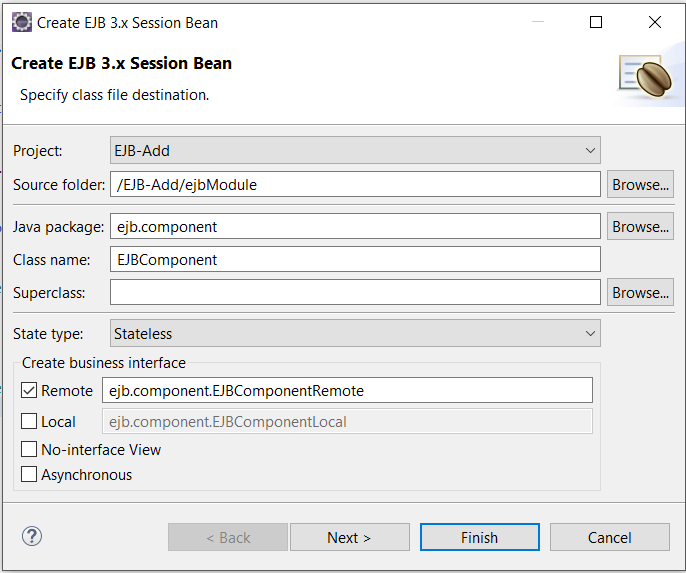 Create EJB 3.x Session Bean
Create EJB 3.x Session Bean
Specify class file destination.
Project: EJB-Add
Source folder: /EJB-Add/ejbModule Browse...
Java package: ejb.component Browse...
Class name: EJBComponent
Superclass: Browse...
State type: Stateless
Create business interface
Remote ejb.component.EJBComponentRemote
Local ejb.component.EJBComponentLocal
No-interface View
Asynchronous
? < Back Next > Finish Cancel